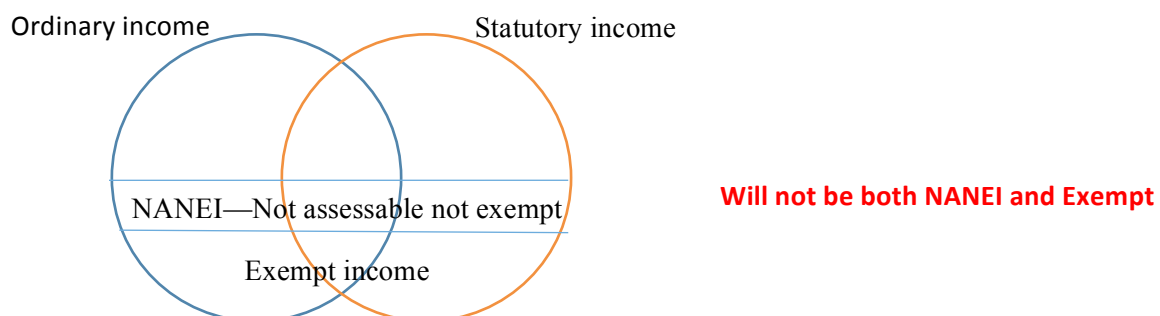 Ordinary income
Statutory income
NANEI—Not assessable not exempt
Will not be both NANEI and Exempt
Exempt income